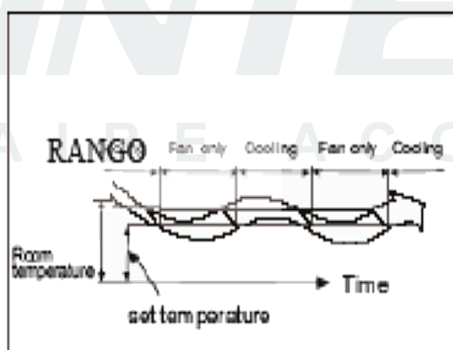 RANGO Fan only Cooling Fan only Cooling
Room
temperature
Time
set temperature